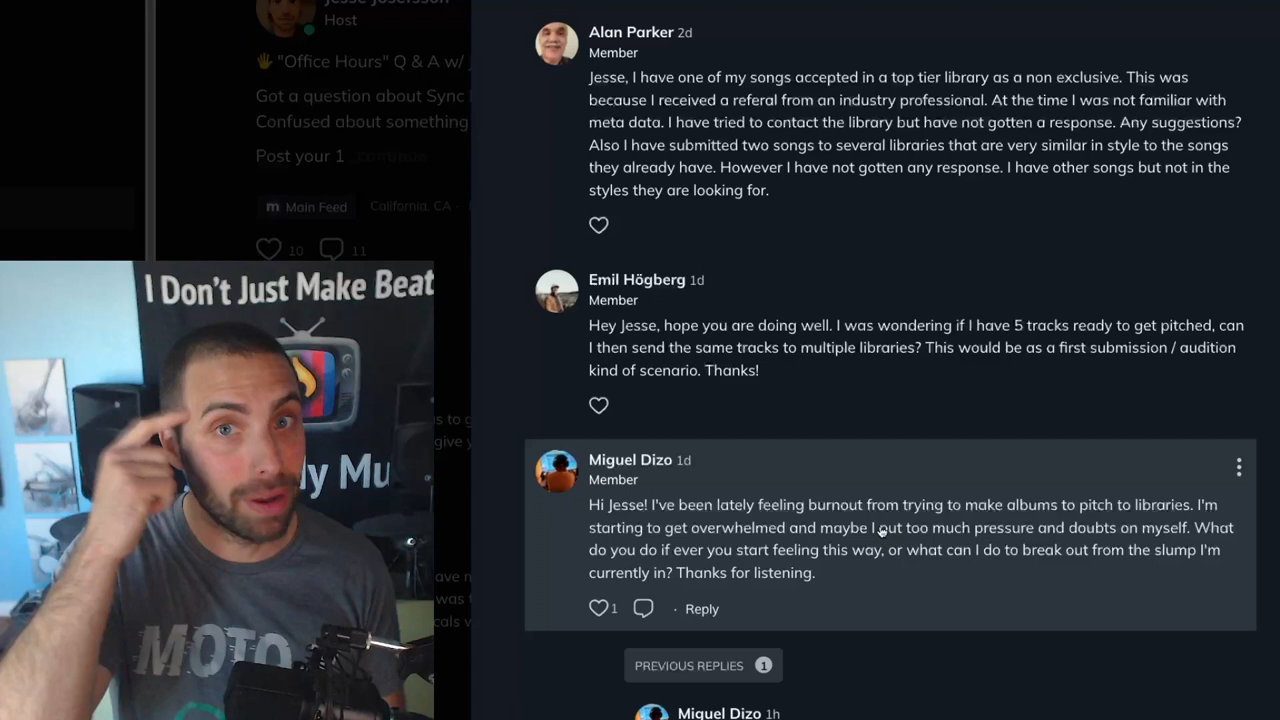 Host
"Office Hours" Q & A w/
Got a question about Sync
Confused about something
Post your 1 ...continue
m Main Feed
California, CA
10
11
Alan Parker 2d
Member
Jesse, I have one of my songs accepted in a top tier library as a non exclusive. This was
because I received a referal from an industry professional. At the time I was not familiar with
meta data. I have tried to contact the library but have not gotten a response. Any suggestions?
Also I have submitted two songs to several libraries that are very similar in style to the songs
they already have. However I have not gotten any response. I have other songs but not in the
styles they are looking for.
Emil Högberg 1d
Member
Hey Jesse, hope you are doing well. I was wondering if I have 5 tracks ready to get pitched, can
I then send the same tracks to multiple libraries? This would be as a first submission / audition
kind of scenario. Thanks!
Miguel Dizo 1d
Member
Hi Jesse! I've been lately feeling burnout from trying to make albums to pitch to libraries. I'm
starting to get overwhelmed and maybe I put too much pressure and doubts on myself. What
do you do if ever you start feeling this way, or what can I do to break out from the slump I'm
currently in? Thanks for listening.
1
Reply
PREVIOUS REPLIES 1
Miguel Dizo 1h
I Don't Just Make Beat
My Mu
MOTO